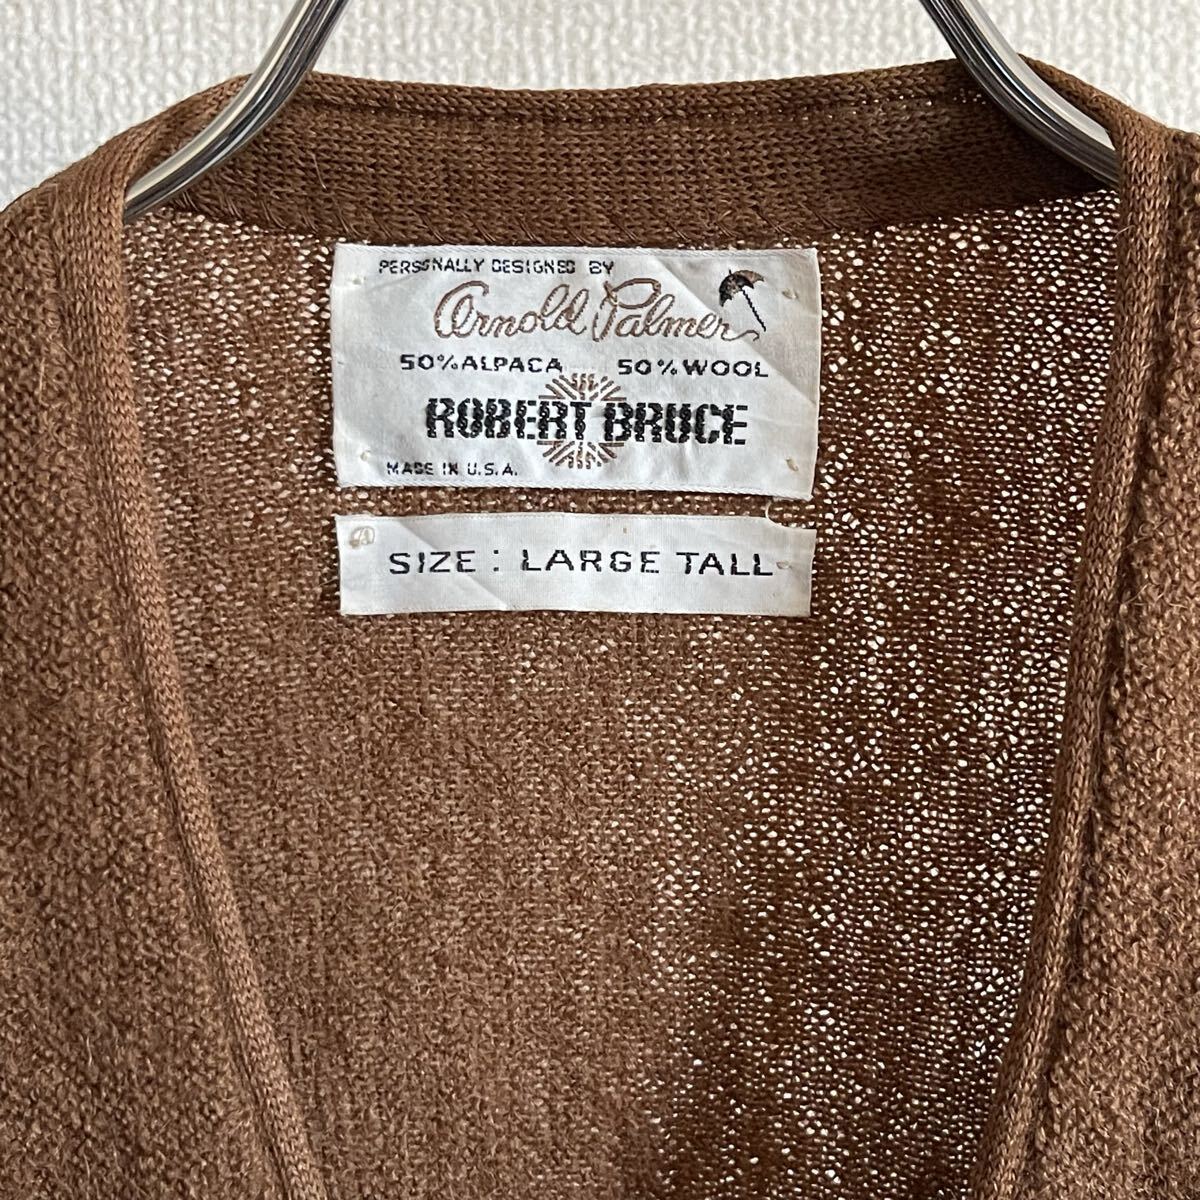 PERSONALLY DESIGNED BY
Arnold Palmer
50% ALPACA 50% WOOL
ROBERT BRUCE
MADE IN U.S.A.
SIZE : LARGE TALL